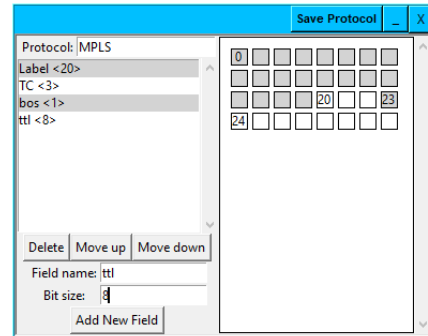 Save Protocol _ X
Protocol: MPLS
Label <20>
TC <3>
bos <1>
ttl <8>
Delete Move up Move down
Field name: ttl
Bit size: 8
Add New Field
0
20 23
24